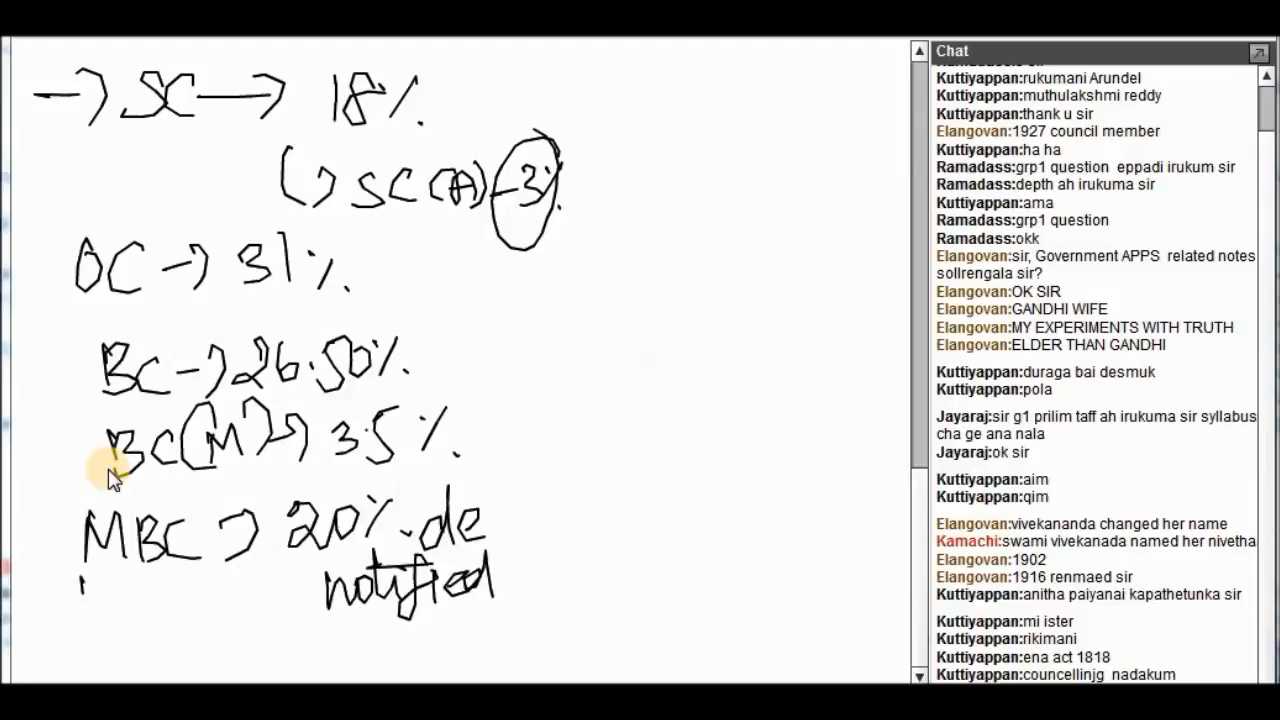 → SC → 18%.
↳ SC (A) - 3%.
OC → 31%.
BC → 26.50%.
BC(M) → 3.5%.
MBC → 20%. de
notified
Chat
Kuttiyappan:rukumani Arundel
Kuttiyappan:muthulakshmi reddy
Kuttiyappan:thank u sir
Elangovan:1927 council member
Kuttiyappan:ha ha
Ramadass:grp1 question eppadi irukum sir
Ramadass:depth ah irukuma sir
Kuttiyappan:ama
Ramadass:grp1 question
Ramadass:okk
Elangovan:sir, Government APPS related notes
sollrengala sir?
Elangovan:OK SIR
Elangovan:GANDHI WIFE
Elangovan:MY EXPERIMENTS WITH TRUTH
Elangovan:ELDER THAN GANDHI
Kuttiyappan:duraga bai desmuk
Kuttiyappan:pola
Jayaraj:sir g1 prilim taff ah irukuma sir syllabus
cha ge ana nala
Jayaraj:ok sir
Kuttiyappan:aim
Kuttiyappan:qim
Elangovan:vivekananda changed her name
Kamachi:swami vivekanada named her nivetha
Elangovan:1902
Elangovan:1916 renmaed sir
Kuttiyappan:anitha paiyanai kapathetunka sir
Kuttiyappan:mi ister
Kuttiyappan:rikimani
Kuttiyappan:ena act 1818
Kuttiyappan:councellinjg nadakum